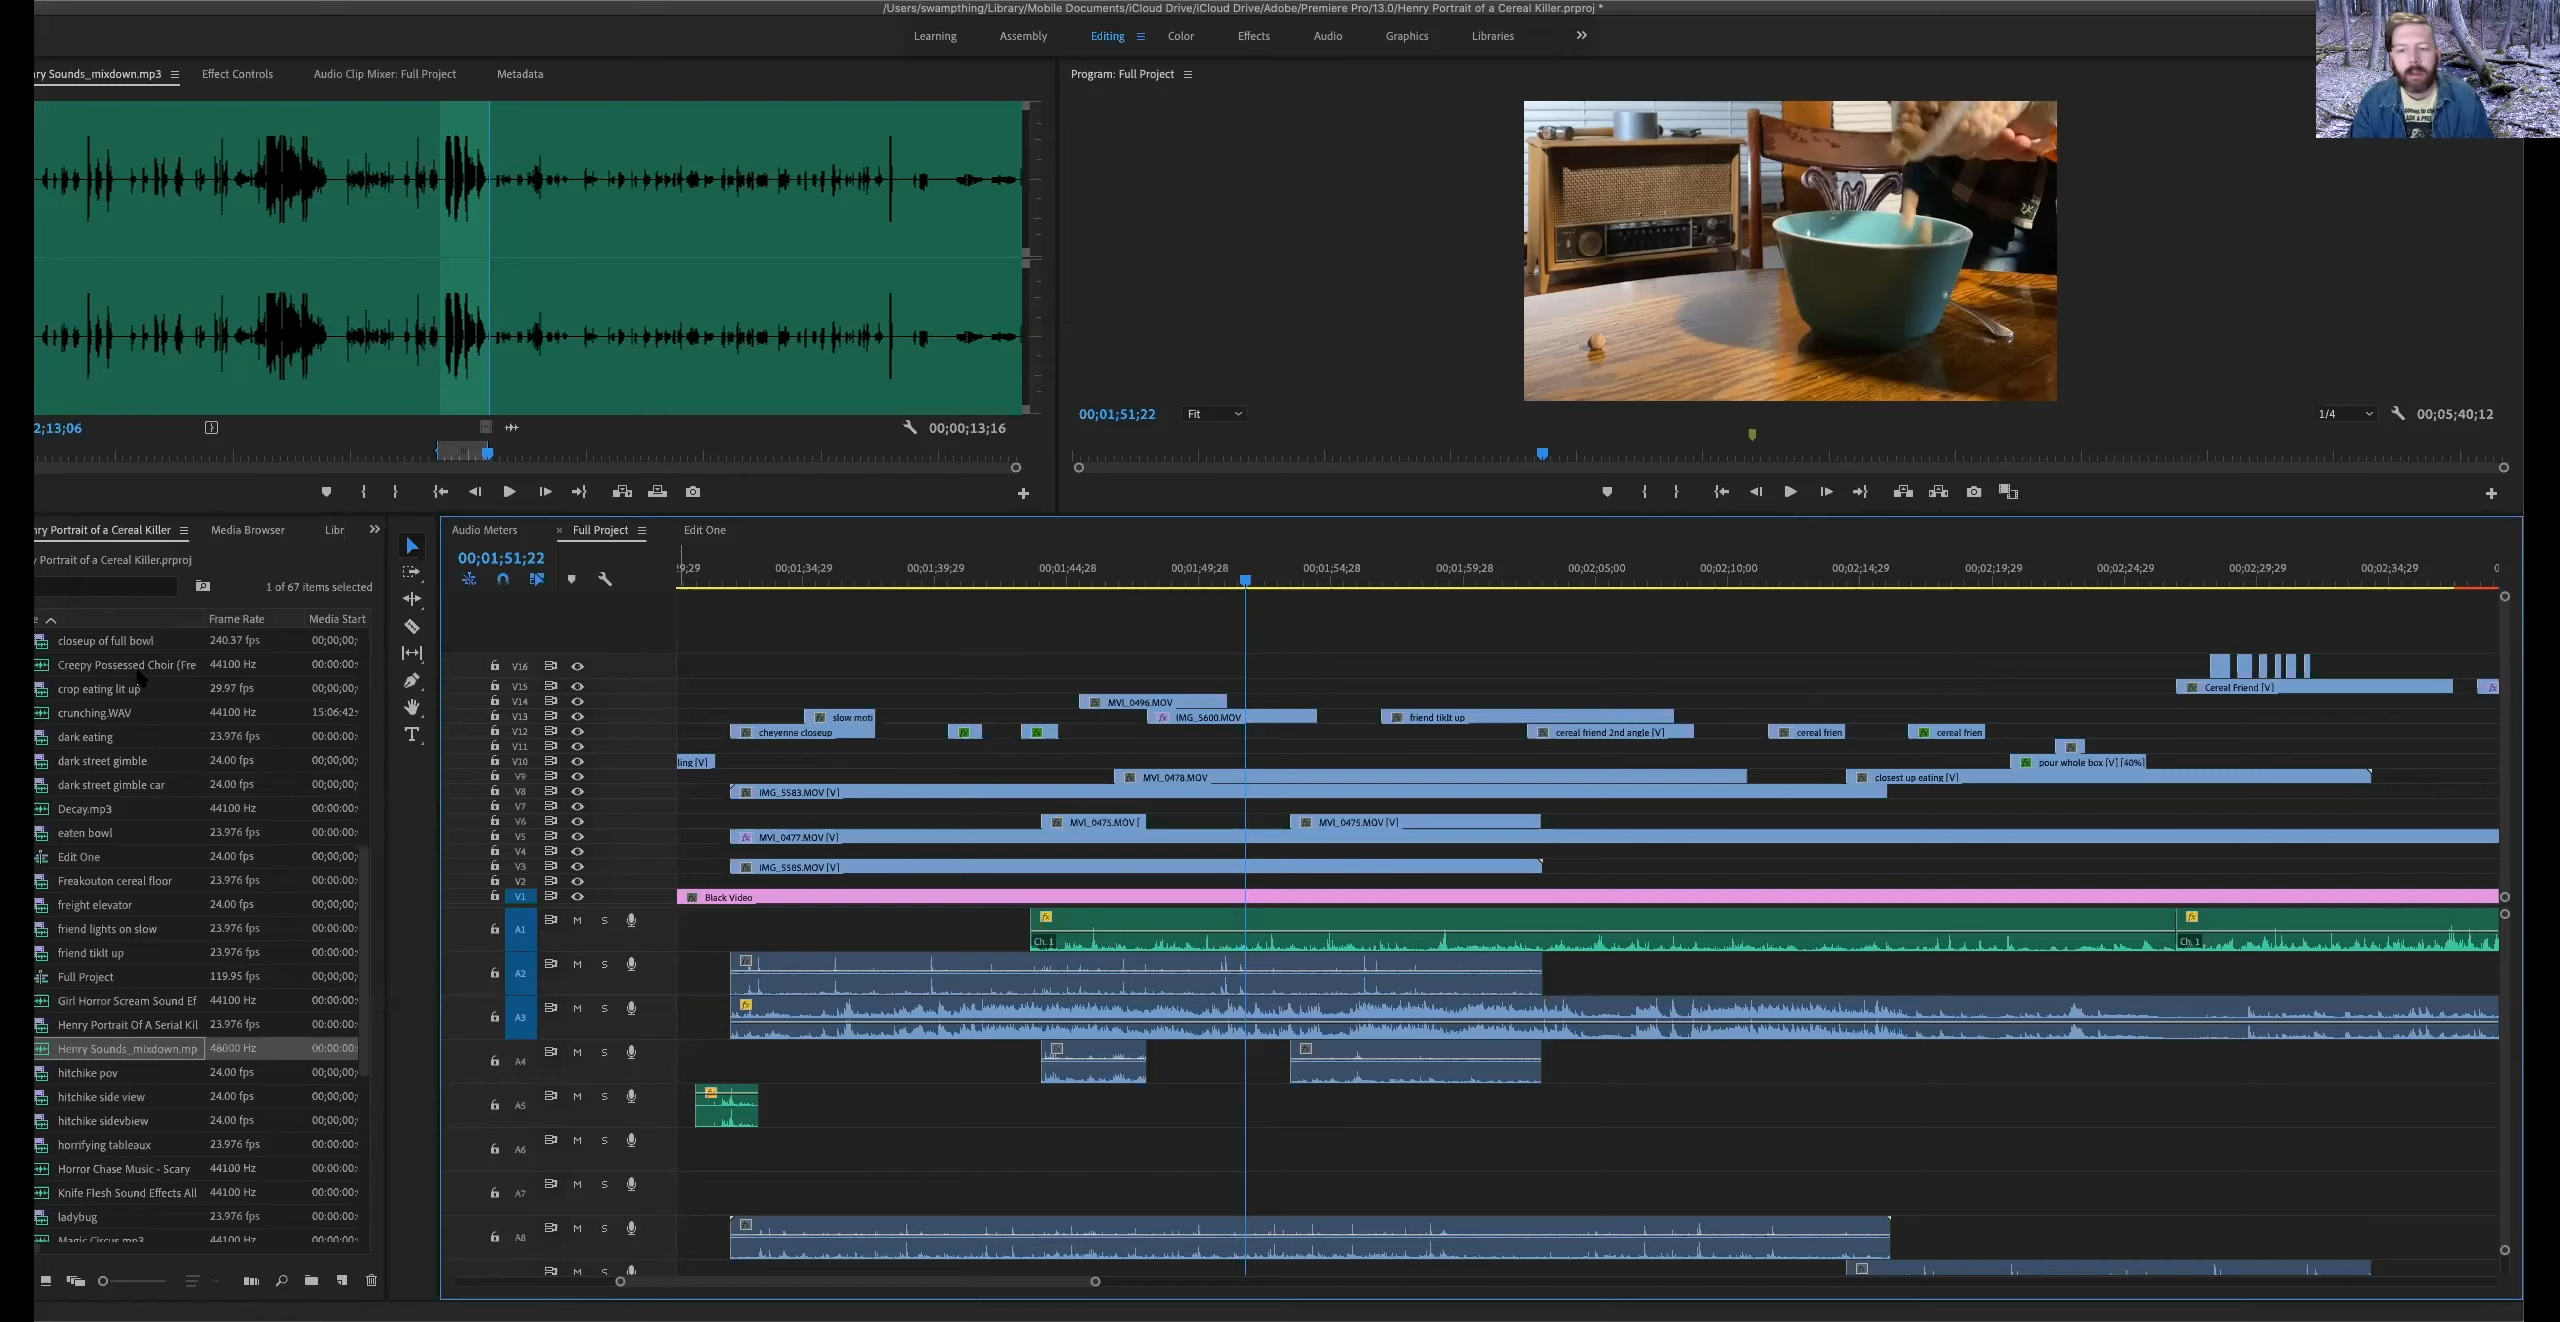 /Users/swampthing/Library/Mobile Documents/iCloud Drive/iCloud Drive/Adobe/Premiere Pro/13.0/Henry Portrait of a Cereal Killer.prproj *
Learning Assembly Editing Color Effects Audio Graphics Libraries
ry Sounds_mixdown.mp3 Effect Controls Audio Clip Mixer: Full Project Metadata
Program: Full Project
2;13;06
00;00;13;16
00;01;51;22 Fit 1/4 00;05;40;12
nry Portrait of a Cereal Killer Media Browser Libr
y Portrait of a Cereal Killer.prproj
1 of 67 items selected
e Frame Rate Media Start
closeup of full bowl 240.37 fps 00;00;00;
Creepy Possessed Choir (Fre 44100 Hz 00:00:00:
crop eating lit up 29.97 fps 00;00;00;
crunching.WAV 44100 Hz 15:06:42:
dark eating 23.976 fps 00:00:00:
dark street gimble 24.00 fps 00;00;00;
dark street gimble car 24.00 fps 00;00;00;
Decay.mp3 44100 Hz 00:00:00:
eaten bowl 23.976 fps 00:00:00:
Edit One 24.00 fps 00;00;00;
Freakouton cereal floor 23.976 fps 00:00:00:
freight elevator 24.00 fps 00;00;00;
friend lights on slow 23.976 fps 00:00:00:
friend tiklt up 23.976 fps 00:00:00:
Full Project 119.95 fps 00;00;00;
Girl Horror Scream Sound Ef 44100 Hz 00:00:00:
Henry Portrait Of A Serial Kil 23.976 fps 00:00:00:
Henry Sounds_mixdown.mp 48000 Hz 00:00:00:
hitchike pov 24.00 fps 00;00;00;
hitchike side view 24.00 fps 00;00;00;
hitchike sidevbiew 24.00 fps 00;00;00;
horrifying tableaux 23.976 fps 00:00:00:
Horror Chase Music - Scary 44100 Hz 00:00:00:
Knife Flesh Sound Effects All 44100 Hz 00:00:00:
ladybug 23.976 fps 00:00:00:
Magic Circus.mp3 44100 Hz 00:00:00:
Audio Meters × Full Project Edit One
00;01;51;22
9;29 00;01;34;29 00;01;39;29 00;01;44;28 00;01;49;28 00;01;54;28 00;01;59;28 00;02;05;00 00;02;10;00 00;02;14;29 00;02;19;29 00;02;24;29 00;02;29;29 00;02;34;29 0
V16
V15 Cereal Friend [V]
V14 MVI_0496.MOV
V13 slow moti IMG_5600.MOV friend tiklt up
V12 cheyenne closeup cereal friend 2nd angle [V] cereal frien cereal frien
V11
V10 ling [V] pour whole box [V] [40%]
V9 MVI_0478.MOV closest up eating [V]
V8 IMG_5583.MOV [V]
V7
V6 MVI_0475.MOV [ MVI_0475.MOV [V]
V5 MVI_0477.MOV [V]
V4
V3 IMG_5585.MOV [V]
V2
V1 Black Video
A1 M S Ch. 1 Ch. 1
A2 M S
A3 M S
A4 M S
A5 M S
A6 M S
A7 M S
A8 M S
M S